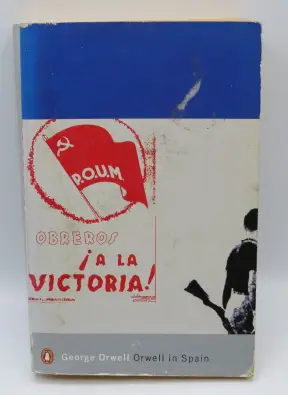 P.O.U.M.
OBREROS
¡A LA
VICTORIA!
George Orwell Orwell in Spain